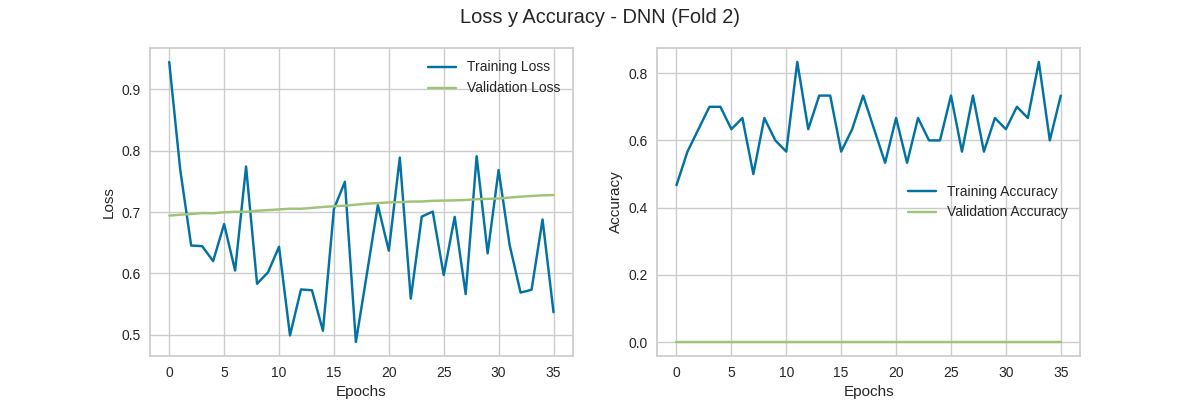 Loss y Accuracy - DNN (Fold 2)
Training Loss
Validation Loss
0.9
0.8
0.7
0.6
0.5
Loss
0 5 10 15 20 25 30 35
Epochs
Training Accuracy
Validation Accuracy
0.8
0.6
0.4
0.2
0.0
Accuracy
0 5 10 15 20 25 30 35
Epochs